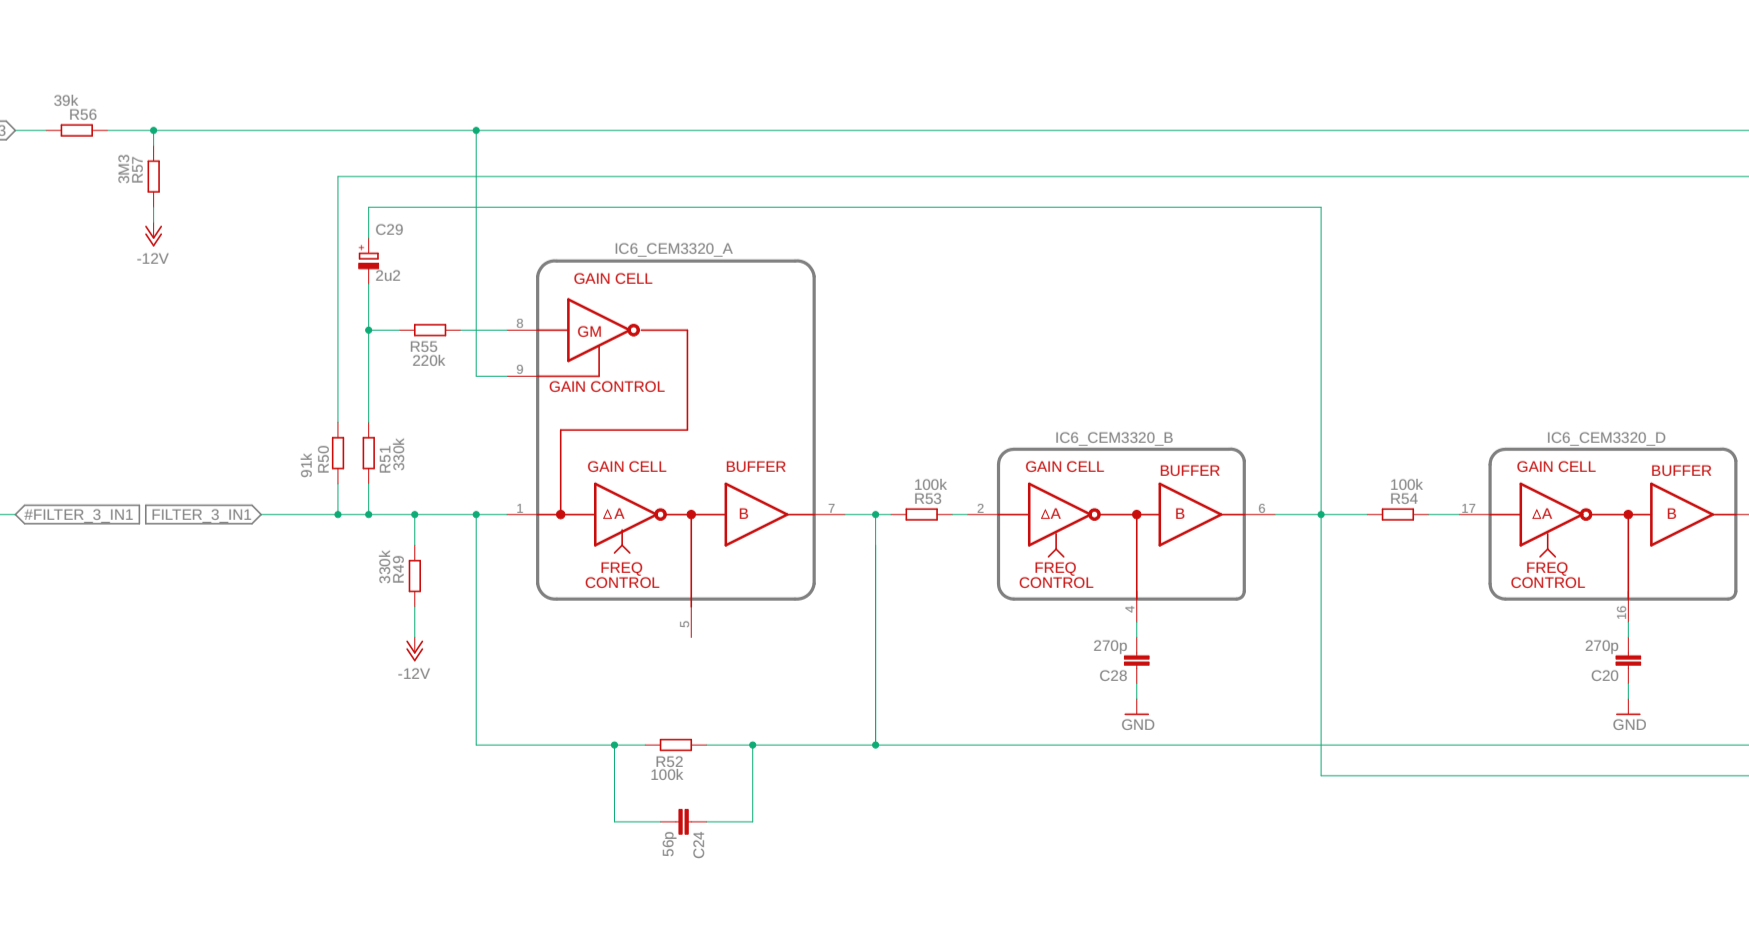 39k
R56
3
3M3
R57
-12V
C29
+
2u2
IC6_CEM3320_A
GAIN CELL
8
GM
R55
220k
9
GAIN CONTROL
91k
R50
R51
330k
GAIN CELL
BUFFER
#FILTER_3_IN1
FILTER_3_IN1
1
ΔA
B
7
FREQ
CONTROL
5
330k
R49
-12V
100k
R53
IC6_CEM3320_B
GAIN CELL
BUFFER
2
ΔA
B
6
FREQ
CONTROL
4
270p
C28
GND
100k
R54
IC6_CEM3320_D
GAIN CELL
BUFFER
17
ΔA
B
FREQ
CONTROL
16
270p
C20
GND
R52
100k
56p
C24